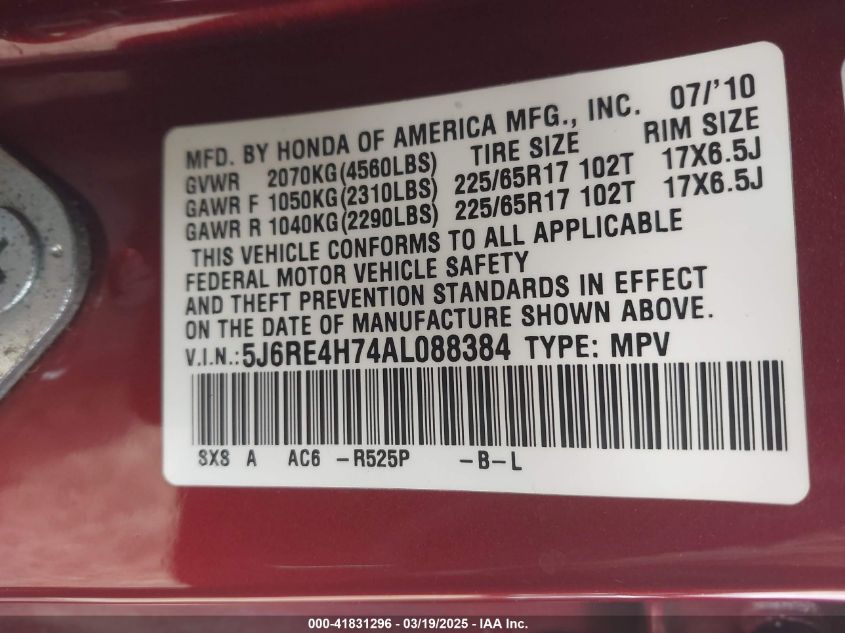 MFD. BY HONDA OF AMERICA MFG., INC. 07/'10
GVWR 2070KG(4560LBS) TIRE SIZE RIM SIZE
GAWR F 1050KG(2310LBS) 225/65R17 102T 17X6.5J
GAWR R 1040KG(2290LBS) 225/65R17 102T 17X6.5J
THIS VEHICLE CONFORMS TO ALL APPLICABLE
FEDERAL MOTOR VEHICLE SAFETY
AND THEFT PREVENTION STANDARDS IN EFFECT
ON THE DATE OF MANUFACTURE SHOWN ABOVE.
V.I.N.:5J6RE4H74AL088384 TYPE: MPV
SXS A AC6 -R525P -B-L
000-41831296 - 03/19/2025 - IAA Inc.